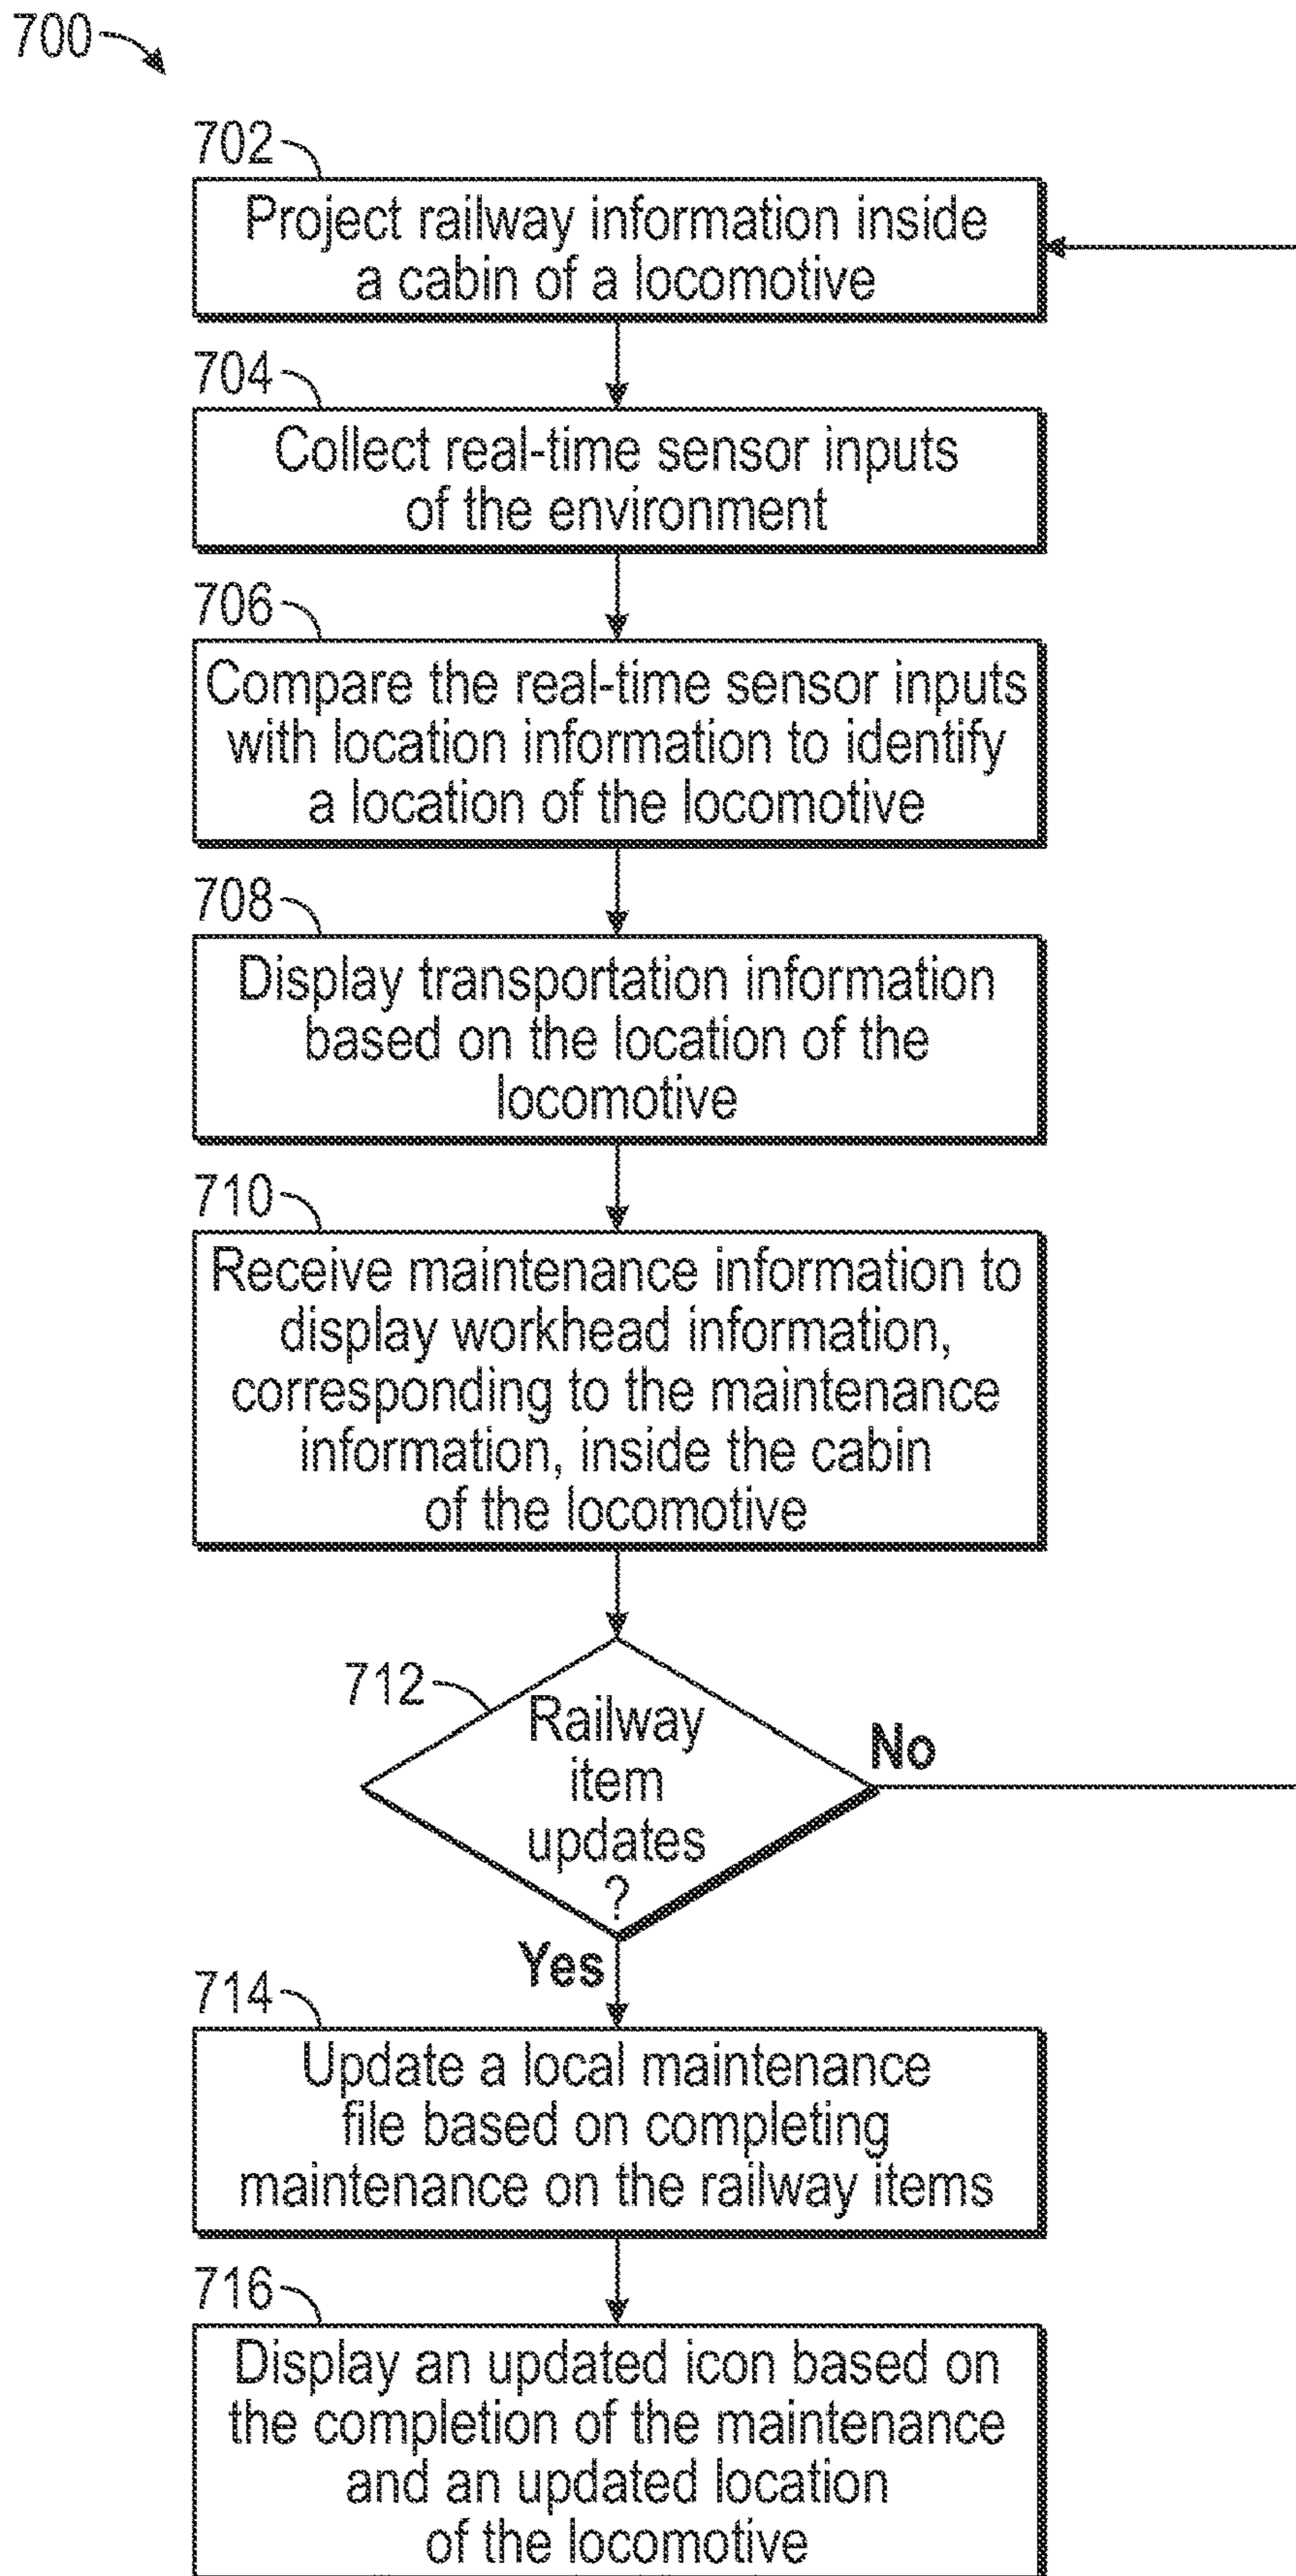 700
702
Project railway information inside
a cabin of a locomotive
704
Collect real-time sensor inputs
of the environment
706
Compare the real-time sensor inputs
with location information to identify
a location of the locomotive
708
Display transportation information
based on the location of the
locomotive
710
Receive maintenance information to
display workhead information,
corresponding to the maintenance
information, inside the cabin
of the locomotive
712
Railway
item
updates
?
No
Yes
714
Update a local maintenance
file based on completing
maintenance on the railway items
716
Display an updated icon based on
the completion of the maintenance
and an updated location
of the locomotive